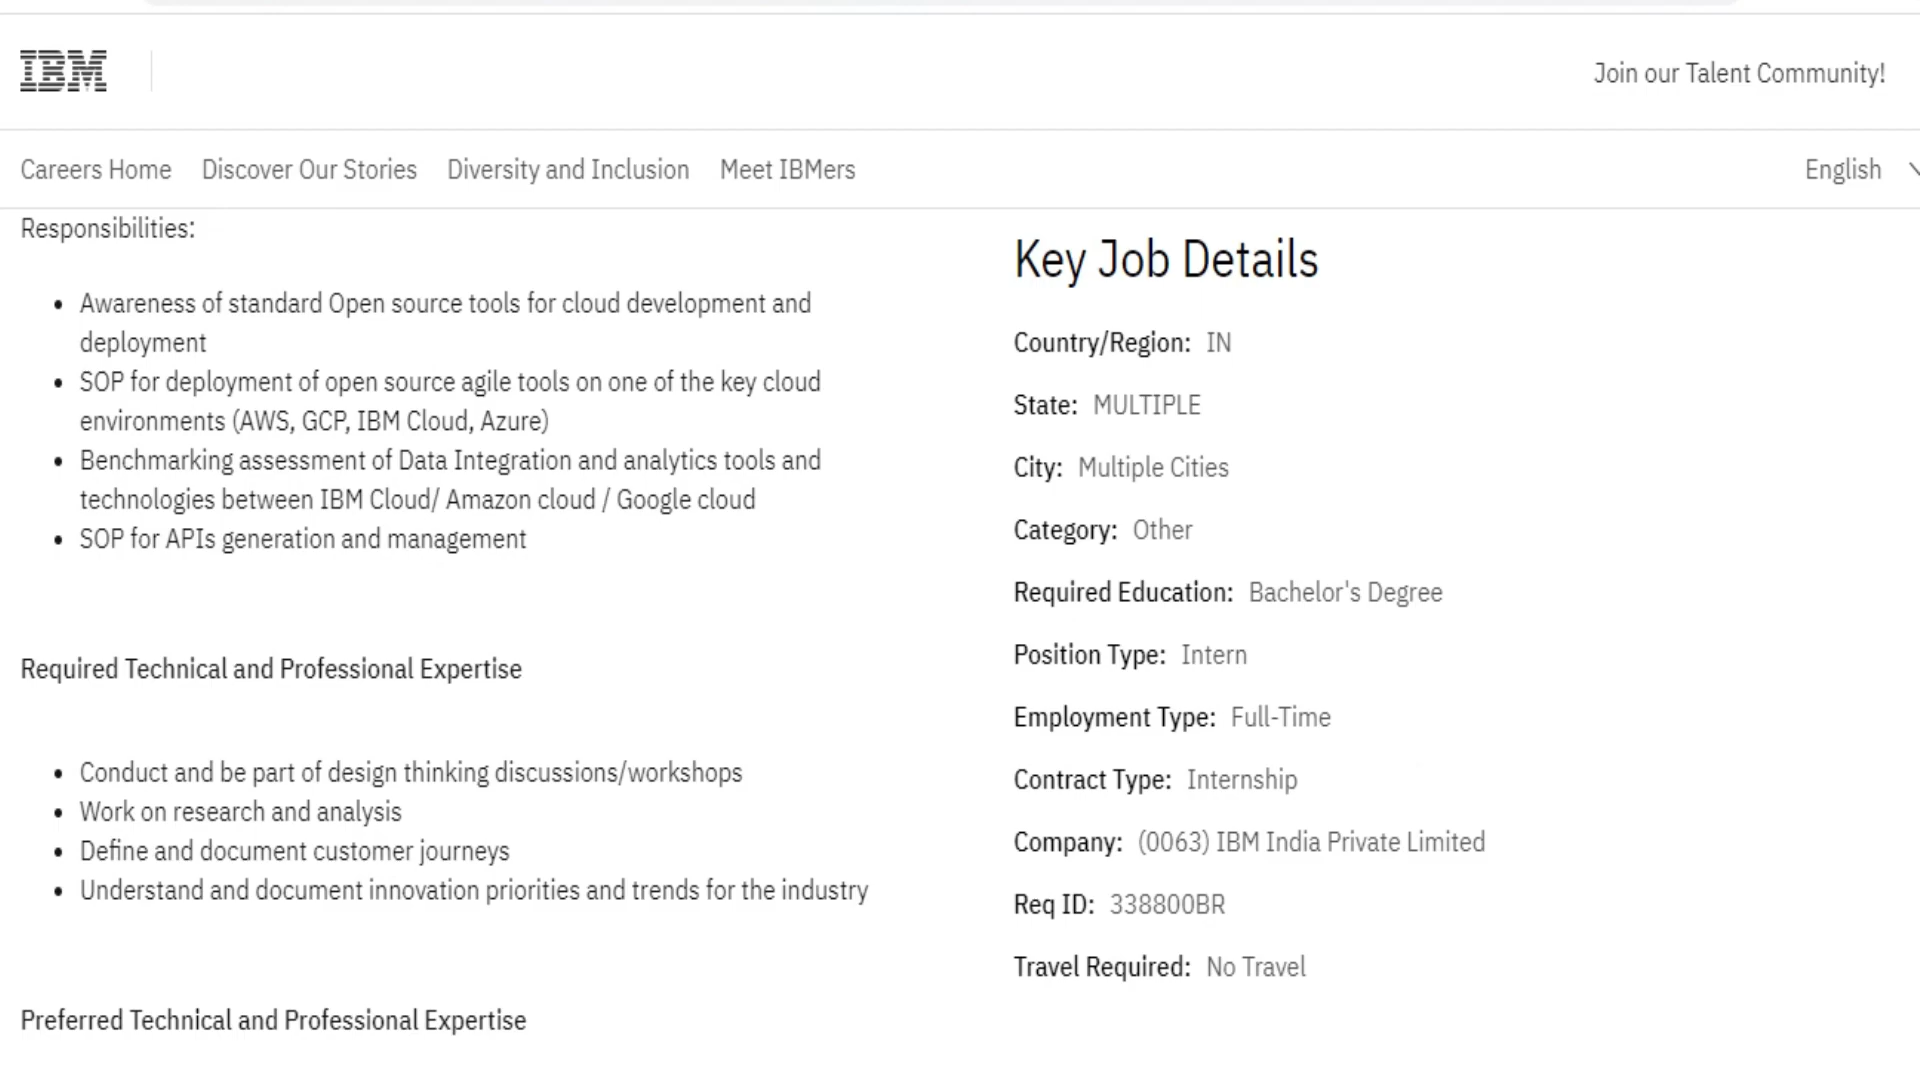 IBM
Join our Talent Community!
Careers Home Discover Our Stories Diversity and Inclusion Meet IBMers English
Responsibilities:
• Awareness of standard Open source tools for cloud development and
deployment
• SOP for deployment of open source agile tools on one of the key cloud
environments (AWS, GCP, IBM Cloud, Azure)
• Benchmarking assessment of Data Integration and analytics tools and
technologies between IBM Cloud/ Amazon cloud / Google cloud
• SOP for APIs generation and management
Required Technical and Professional Expertise
• Conduct and be part of design thinking discussions/workshops
• Work on research and analysis
• Define and document customer journeys
• Understand and document innovation priorities and trends for the industry
Preferred Technical and Professional Expertise
Key Job Details
Country/Region: IN
State: MULTIPLE
City: Multiple Cities
Category: Other
Required Education: Bachelor's Degree
Position Type: Intern
Employment Type: Full-Time
Contract Type: Internship
Company: (0063) IBM India Private Limited
Req ID: 338800BR
Travel Required: No Travel